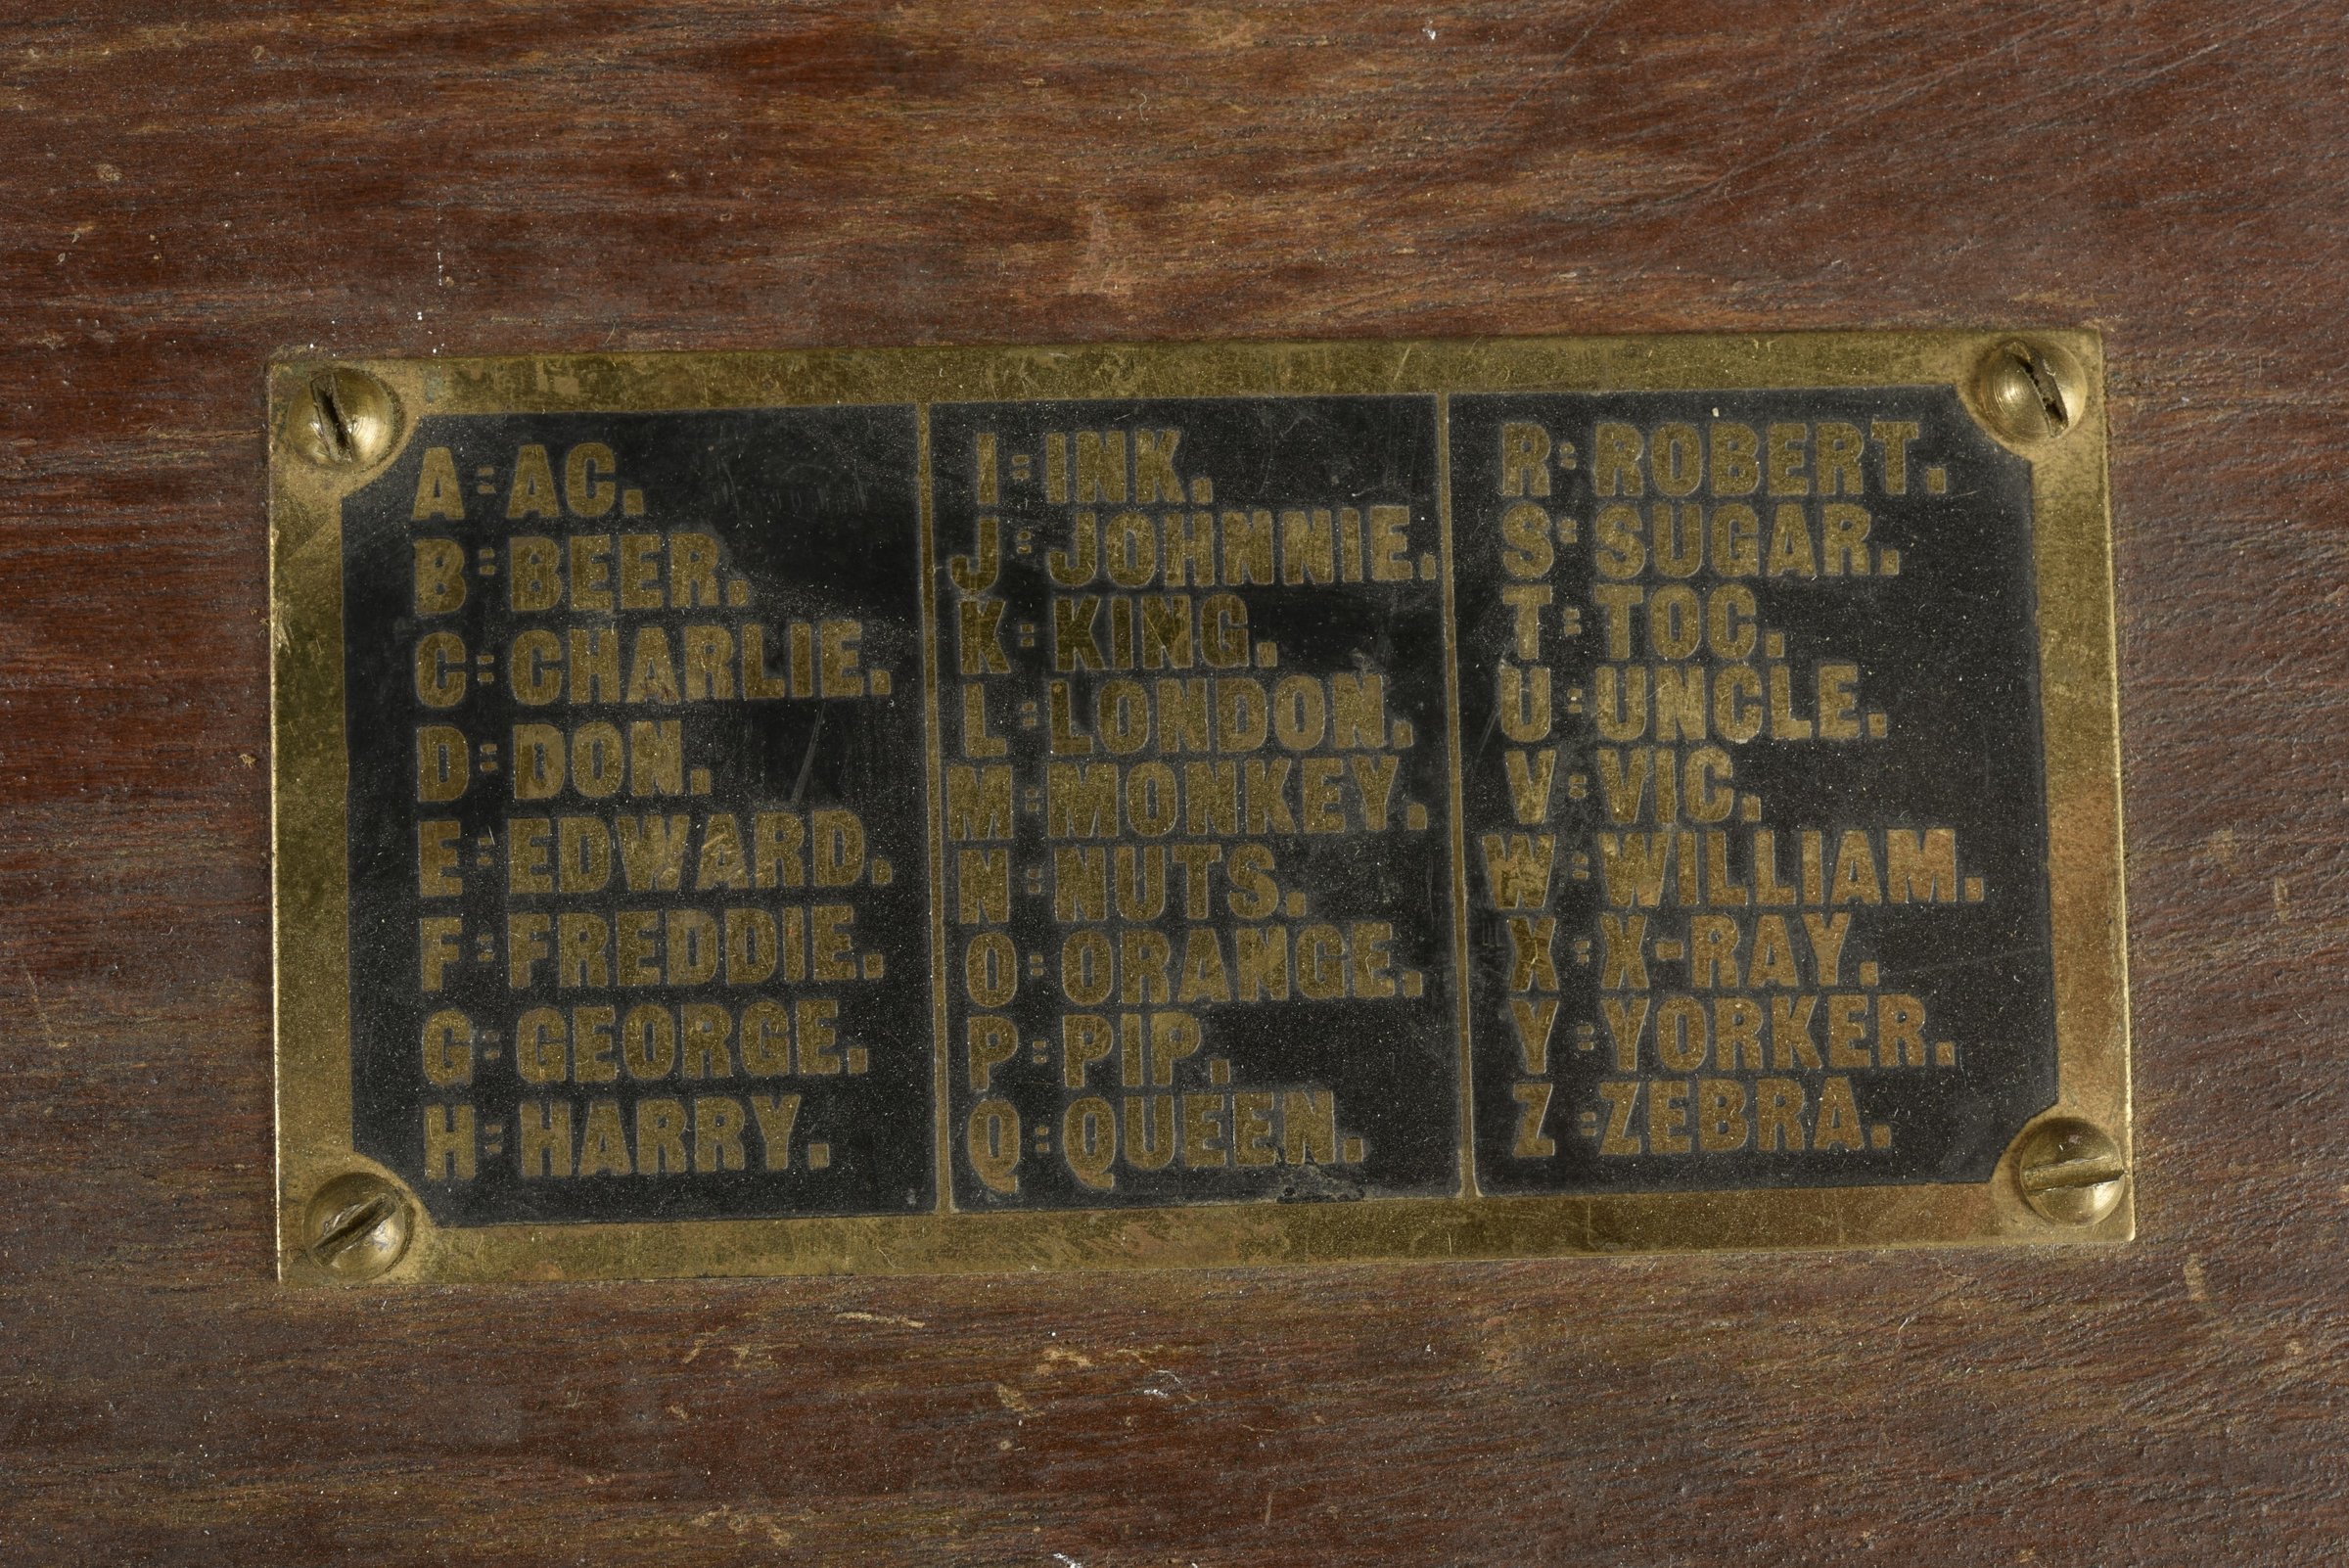 A = AC.
B = BEER.
C = CHARLIE.
D = DON.
E = EDWARD.
F = FREDDIE.
G = GEORGE.
H = HARRY.
I = INK.
J = JOHNNIE.
K = KING.
L = LONDON.
M = MONKEY.
N = NUTS.
O = ORANGE.
P = PIP.
Q = QUEEN.
R = ROBERT.
S = SUGAR.
T = TOC.
U = UNCLE.
V = VIC.
W = WILLIAM.
X = X-RAY.
Y = YORKER.
Z = ZEBRA.